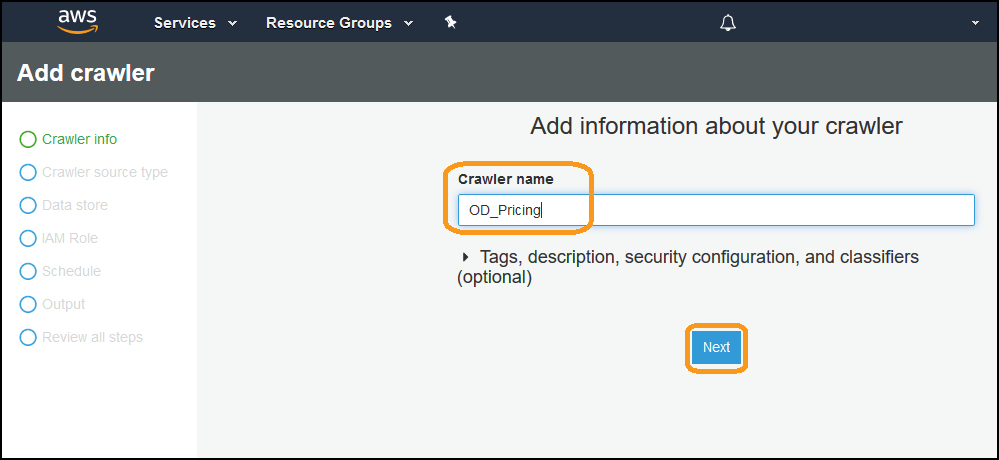 aws Services Resource Groups
Add crawler
Crawler info
Crawler source type
Data store
IAM Role
Schedule
Output
Review all steps
Add information about your crawler
Crawler name
OD_Pricing
Tags, description, security configuration, and classifiers
(optional)
Next